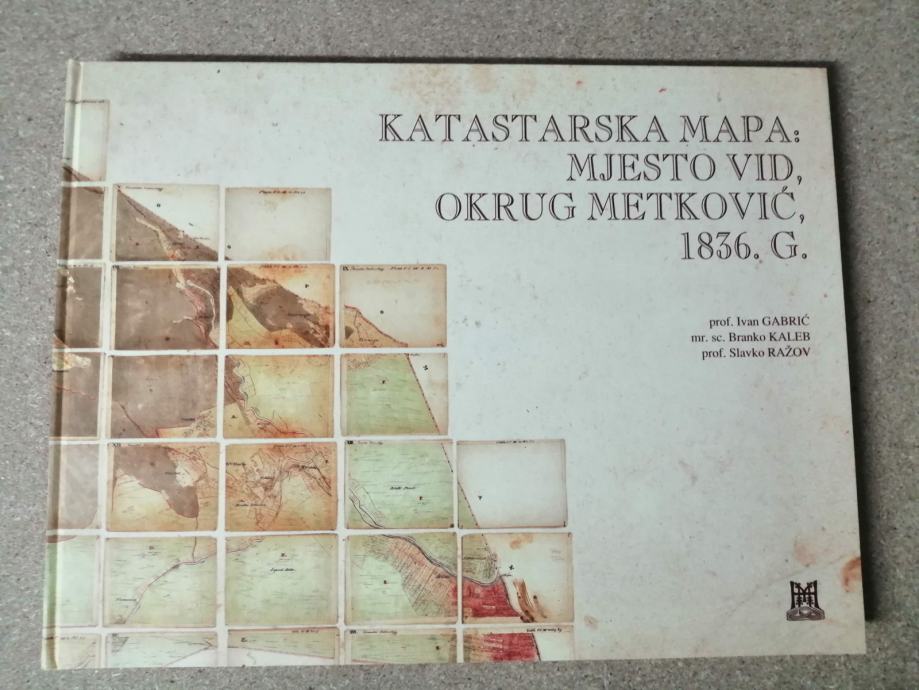 KATASTARSKA MAPA:
MJESTO VID,
OKRUG METKOVIĆ,
1836. G.
prof. Ivan GABRIĆ
mr. sc. Branko KALEB
prof. Slavko RAŽOV